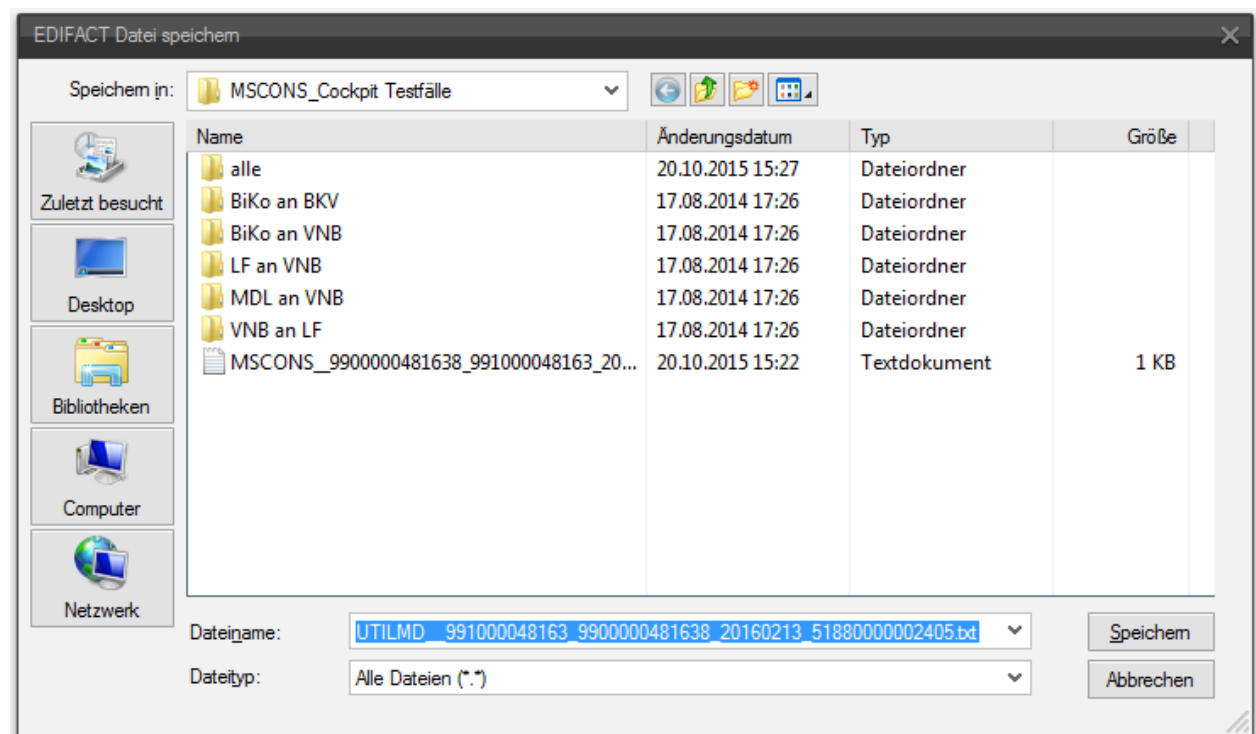 EDIFACT Datei speichern
Speichern in: MSCONS_Cockpit Testfälle
Name Änderungsdatum Typ Größe
alle 20.10.2015 15:27 Dateiordner
BiKo an BKV 17.08.2014 17:26 Dateiordner
BiKo an VNB 17.08.2014 17:26 Dateiordner
LF an VNB 17.08.2014 17:26 Dateiordner
MDL an VNB 17.08.2014 17:26 Dateiordner
VNB an LF 17.08.2014 17:26 Dateiordner
MSCONS__9900000481638_991000048163_20... 20.10.2015 15:22 Textdokument 1 KB
Zuletzt besucht
Desktop
Bibliotheken
Computer
Netzwerk
Dateiname: UTILMD__991000048163_9900000481638_20160213_51880000002405.txt Speichern
Dateityp: Alle Dateien (*.*) Abbrechen